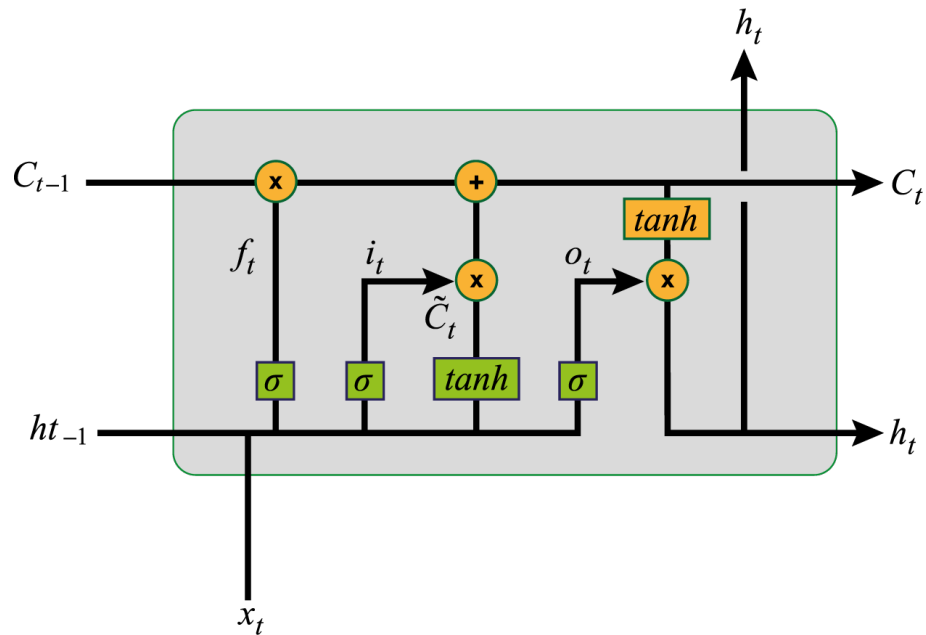 h_t
C_{t–1} x + C_t
tanh
f_t i_t o_t
x x
C̃_t
σ σ tanh σ
ht_{–1} h_t
x_t